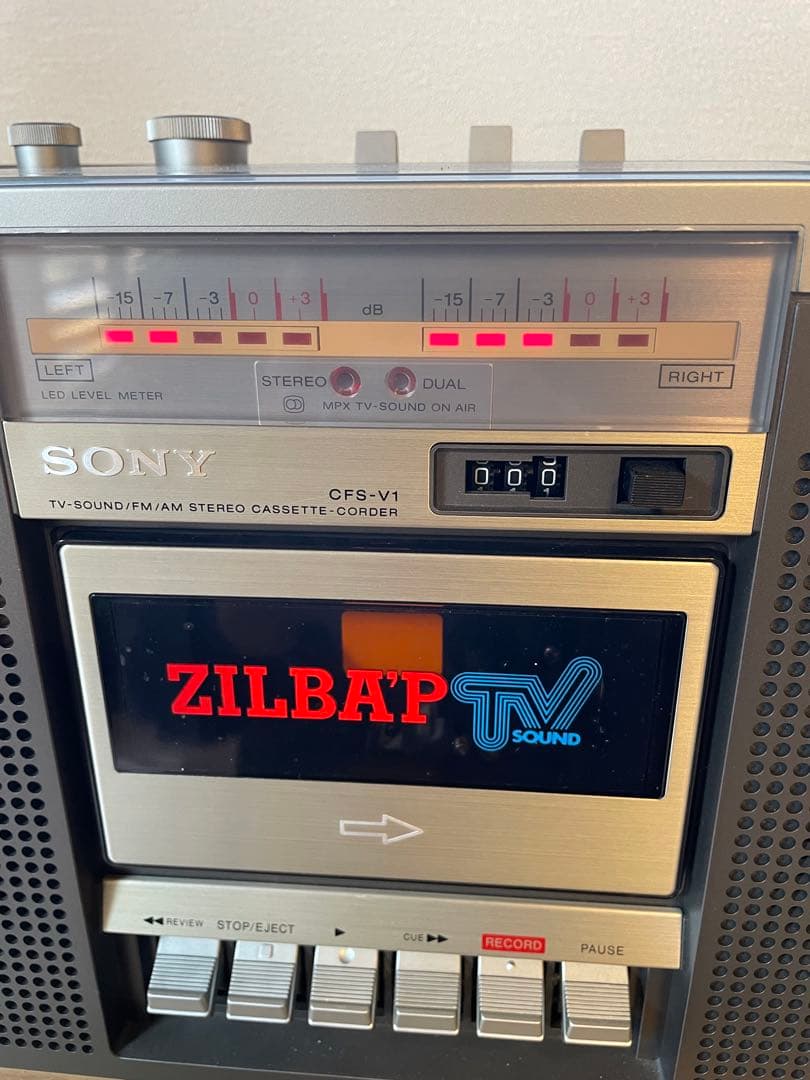 -15 -7 -3 0 +3 dB -15 -7 -3 0 +3
LEFT
RIGHT
LED LEVEL METER
STEREO DUAL
MPX TV-SOUND ON AIR
SONY
CFS-V1
TV-SOUND/FM/AM STEREO CASSETTE-CORDER
000
ZILBA'P TV SOUND
◀◀ REVIEW STOP/EJECT ▶ CUE ▶▶ RECORD PAUSE